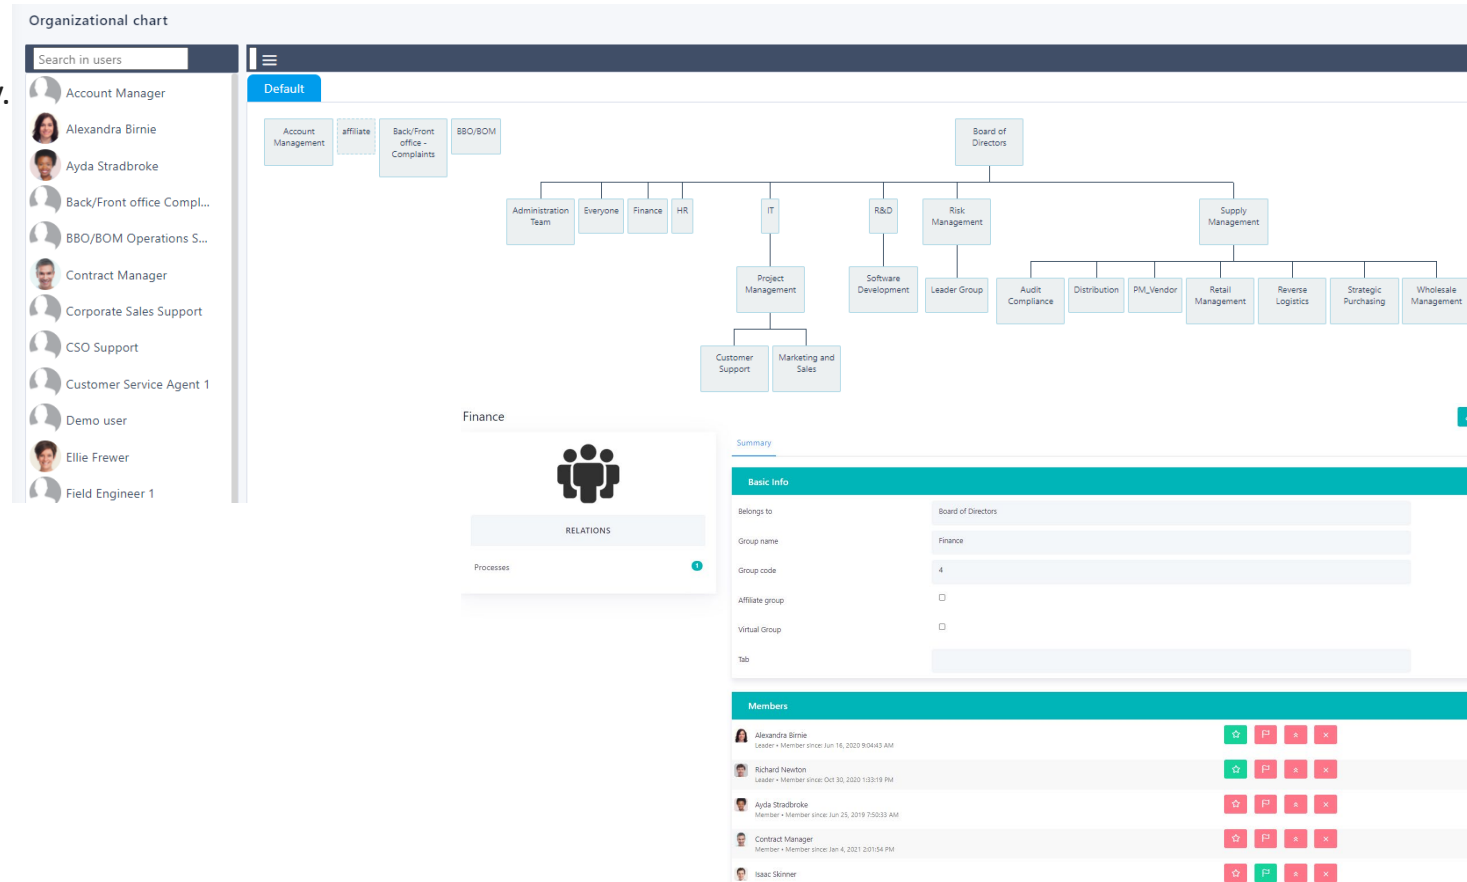 Organizational chart
Search in users
Account Manager
Alexandra Birnie
Ayda Stradbroke
Back/Front office Compl...
BBO/BOM Operations S...
Contract Manager
Corporate Sales Support
CSO Support
Customer Service Agent 1
Demo user
Ellie Frewer
Field Engineer 1
Default
Account
Management
affiliate
Back/Front
office -
Complaints
BBO/BOM
Board of
Directors
Administration
Team
Everyone
Finance
HR
IT
R&D
Risk
Management
Supply
Management
Project
Management
Software
Development
Leader Group
Audit
Compliance
Distribution
PM_Vendor
Retail
Management
Reverse
Logistics
Strategic
Purchasing
Wholesale
Management
Customer
Support
Marketing and
Sales
Finance
RELATIONS
Processes
1
Summary
Basic Info
Belongs to
Board of Directors
Group name
Finance
Group code
4
Affiliate group
Virtual Group
Tab
Members
Alexandra Birnie
Leader • Member since: Jun 16, 2020 9:04:43 AM
Richard Newton
Leader • Member since: Oct 30, 2020 1:33:19 PM
Ayda Stradbroke
Member • Member since: Jun 25, 2019 7:50:33 AM
Contract Manager
Member • Member since: Jan 4, 2021 2:01:54 PM
Isaac Skinner